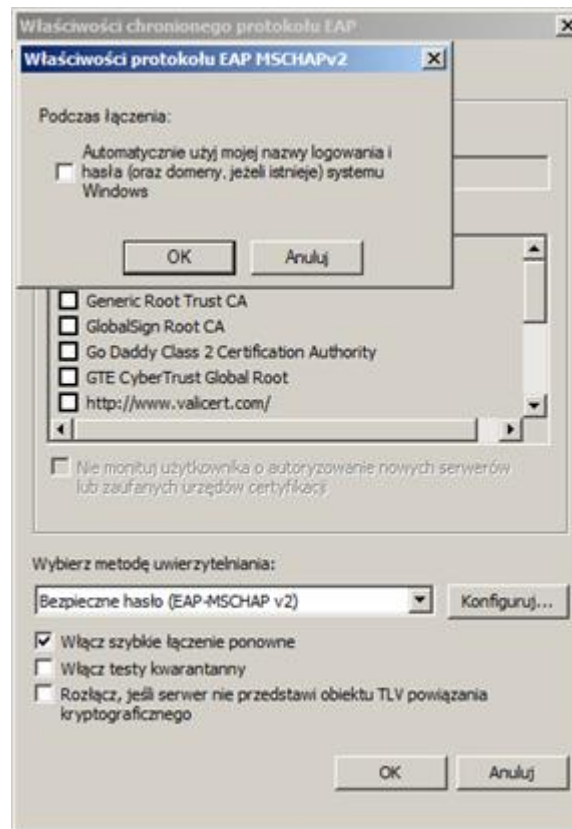 Właściwości chronionego protokołu EAP
Właściwości protokołu EAP MSCHAPv2
Podczas łączenia:
Automatycznie użyj mojej nazwy logowania i
hasła (oraz domeny, jeżeli istnieje) systemu
Windows
OK
Anuluj
Generic Root Trust CA
GlobalSign Root CA
Go Daddy Class 2 Certification Authority
GTE CyberTrust Global Root
http://www.valicert.com/
Nie monituj użytkownika o autoryzowanie nowych serwerów
lub zaufanych urzędów certyfikacji
Wybierz metodę uwierzytelniania:
Bezpieczne hasło (EAP-MSCHAP v2)
Konfiguruj...
Włącz szybkie łączenie ponowne
Włącz testy kwarantanny
Rozłącz, jeśli serwer nie przedstawi obiektu TLV powiązania
kryptograficznego
OK
Anuluj